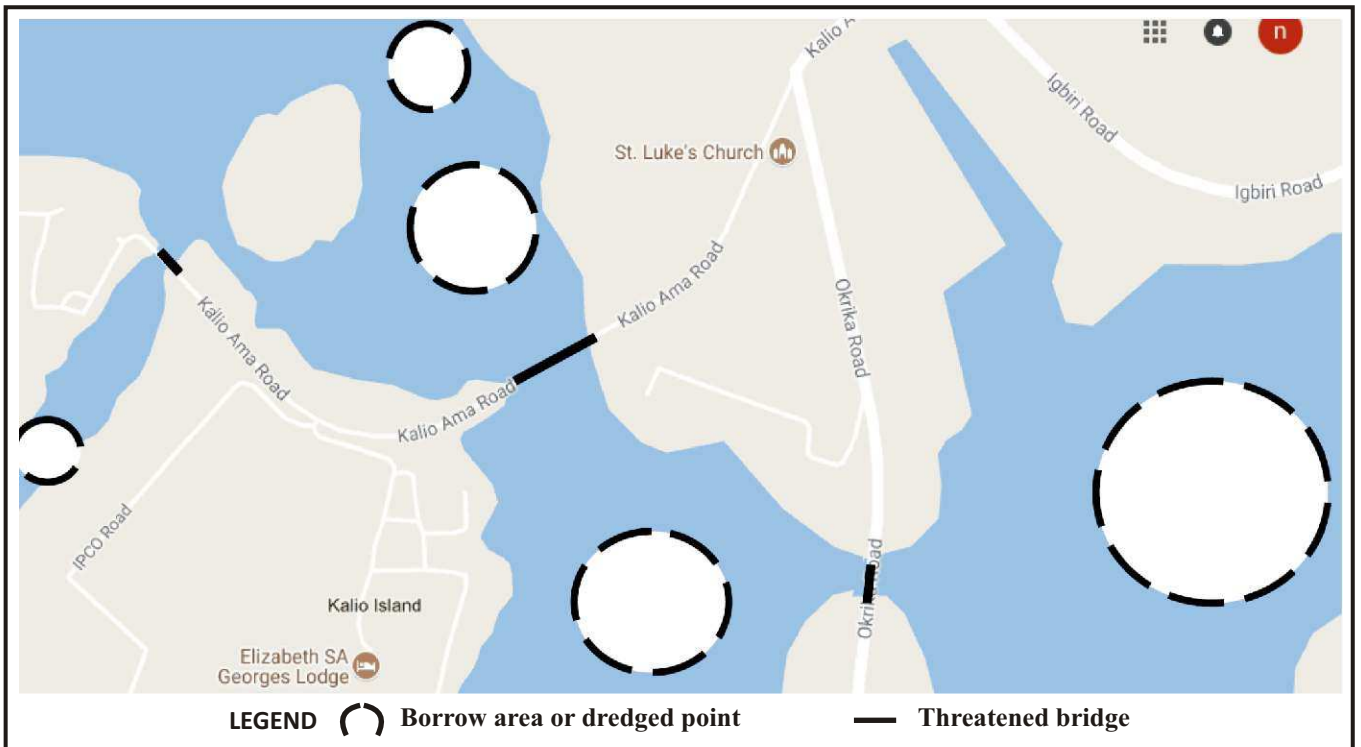 Kalio A
n
Igbiri Road
St. Luke's Church
Igbiri Road
Kalio Ama Road
Okrika Road
Kalio Ama Road
Kalio Ama Road
IPCO Road
Okrika Road
Kalio Island
Elizabeth SA
Georges Lodge
LEGEND Borrow area or dredged point Threatened bridge